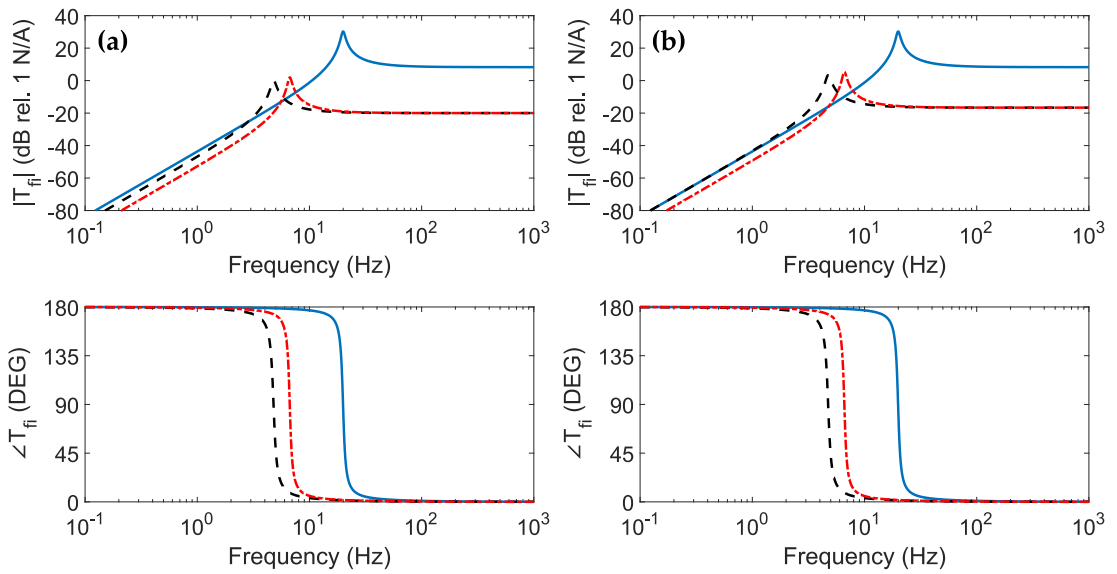 (a)
|T_fi| (dB rel. 1 N/A)
40
20
0
-20
-40
-60
-80
10^-1 10^0 10^1 10^2 10^3
Frequency (Hz)
(b)
|T_fi| (dB rel. 1 N/A)
40
20
0
-20
-40
-60
-80
10^-1 10^0 10^1 10^2 10^3
Frequency (Hz)
∠T_fi (DEG)
180
135
90
45
0
10^-1 10^0 10^1 10^2 10^3
Frequency (Hz)
∠T_fi (DEG)
180
135
90
45
0
10^-1 10^0 10^1 10^2 10^3
Frequency (Hz)